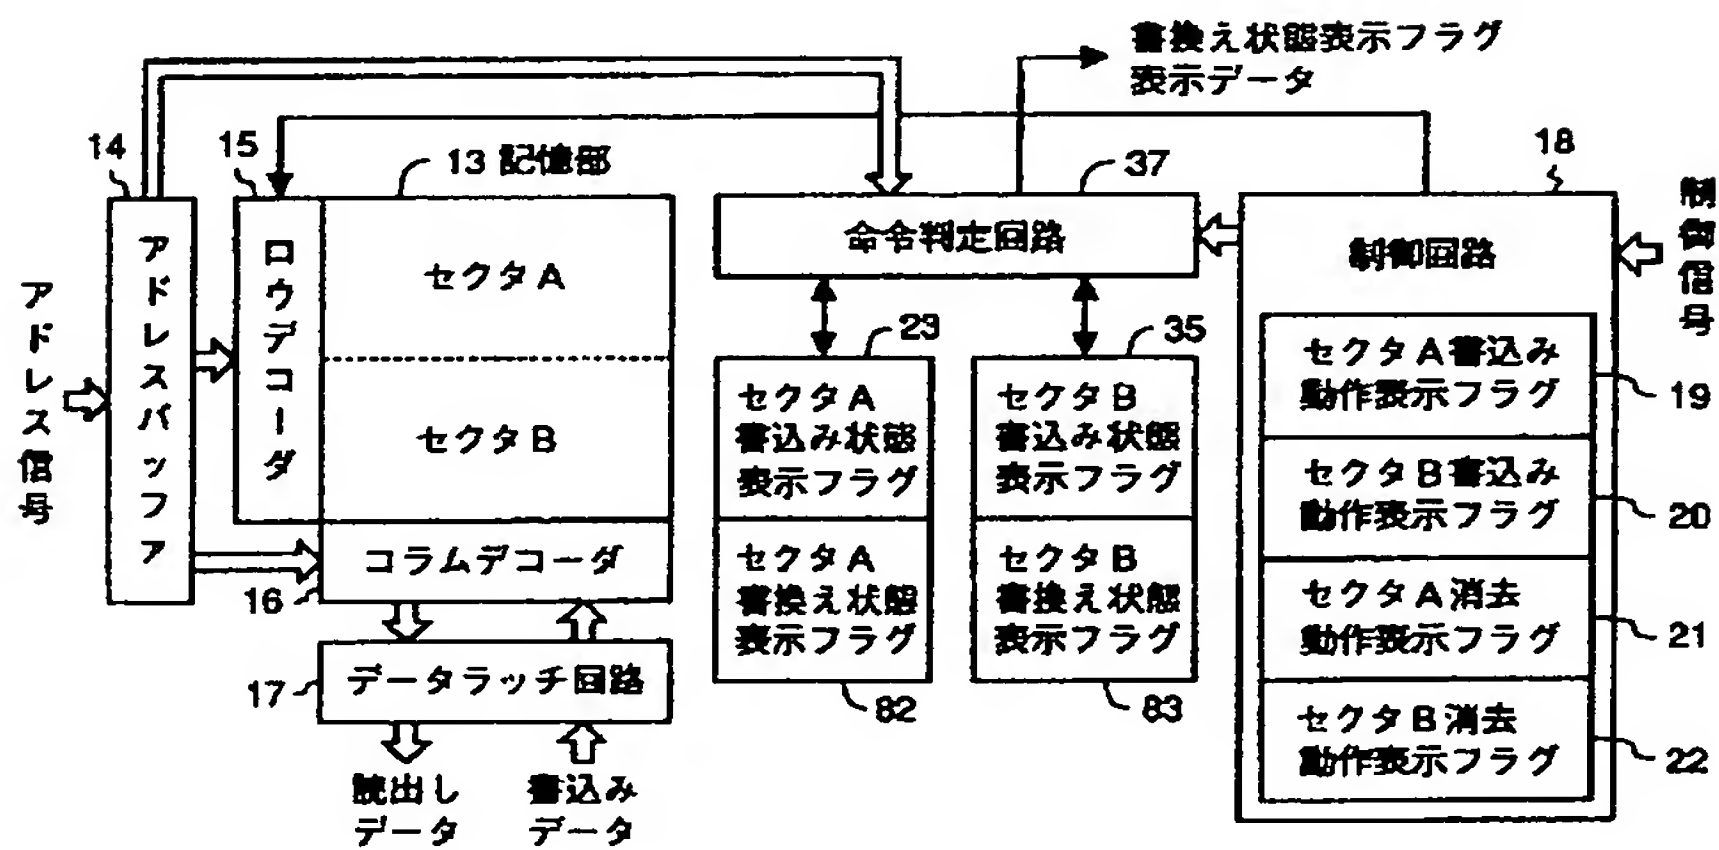 書換え状態表示フラグ
表示データ
14
15
13 記憶部
37
18
制御信号
アドレス信号
アドレスバッファ
ロウデコーダ
セクタA
セクタB
コラムデコーダ
16
17
データラッチ回路
読出し
データ
書込み
データ
命令判定回路
23
35
セクタA
書込み状態
表示フラグ
セクタA
書換え状態
表示フラグ
82
セクタB
書込み状態
表示フラグ
セクタB
書換え状態
表示フラグ
83
制御回路
セクタA書込み
動作表示フラグ
19
セクタB書込み
動作表示フラグ
20
セクタA消去
動作表示フラグ
21
セクタB消去
動作表示フラグ
22